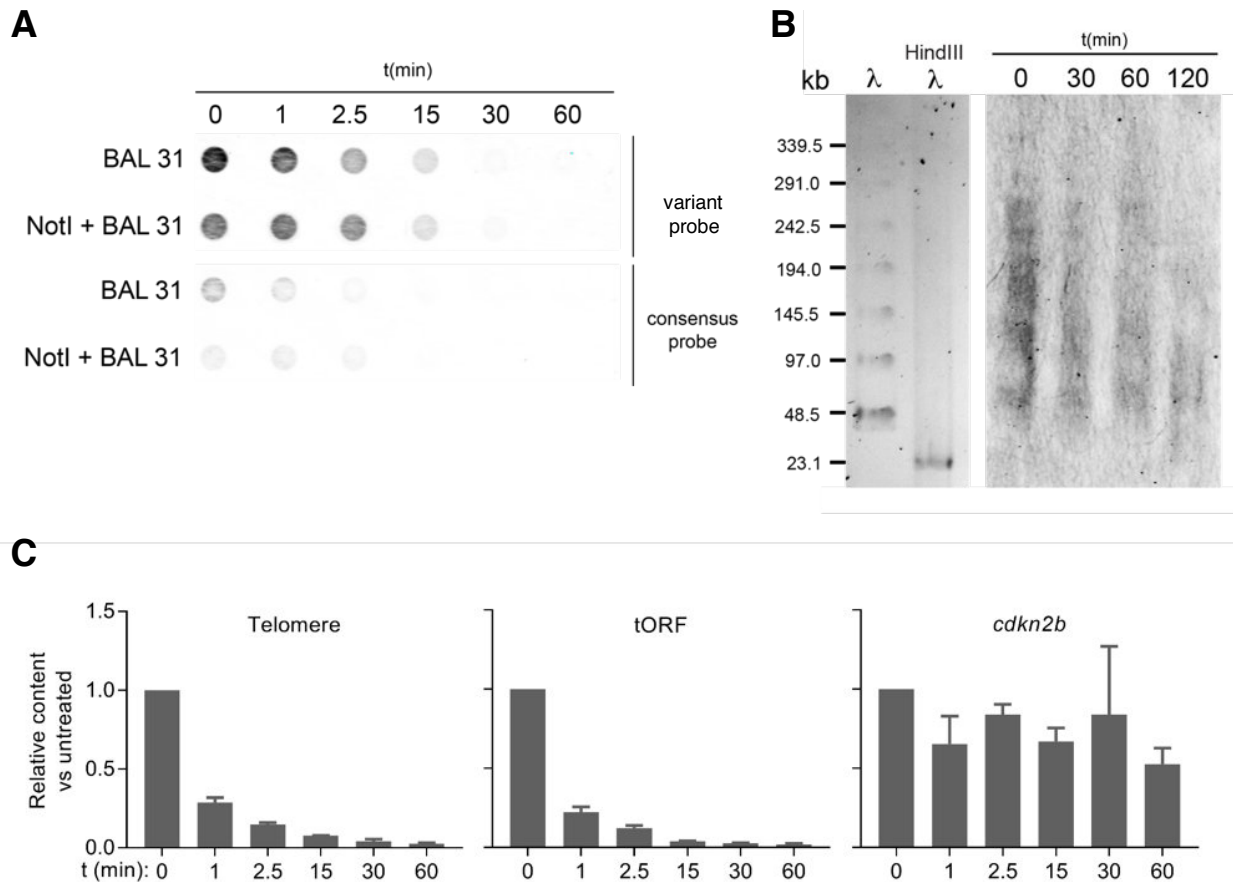 A
t(min)
0 1 2.5 15 30 60
BAL 31
NotI + BAL 31
variant
probe
BAL 31
NotI + BAL 31
consensus
probe
B
HindIII
t(min)
kb λ λ 0 30 60 120
339.5
291.0
242.5
194.0
145.5
97.0
48.5
23.1
C
Relative content
vs untreated
1.5
1.0
0.5
0.0
Telomere
tORF
cdkn2b
t (min): 0 1 2.5 15 30 60
0 1 2.5 15 30 60
0 1 2.5 15 30 60